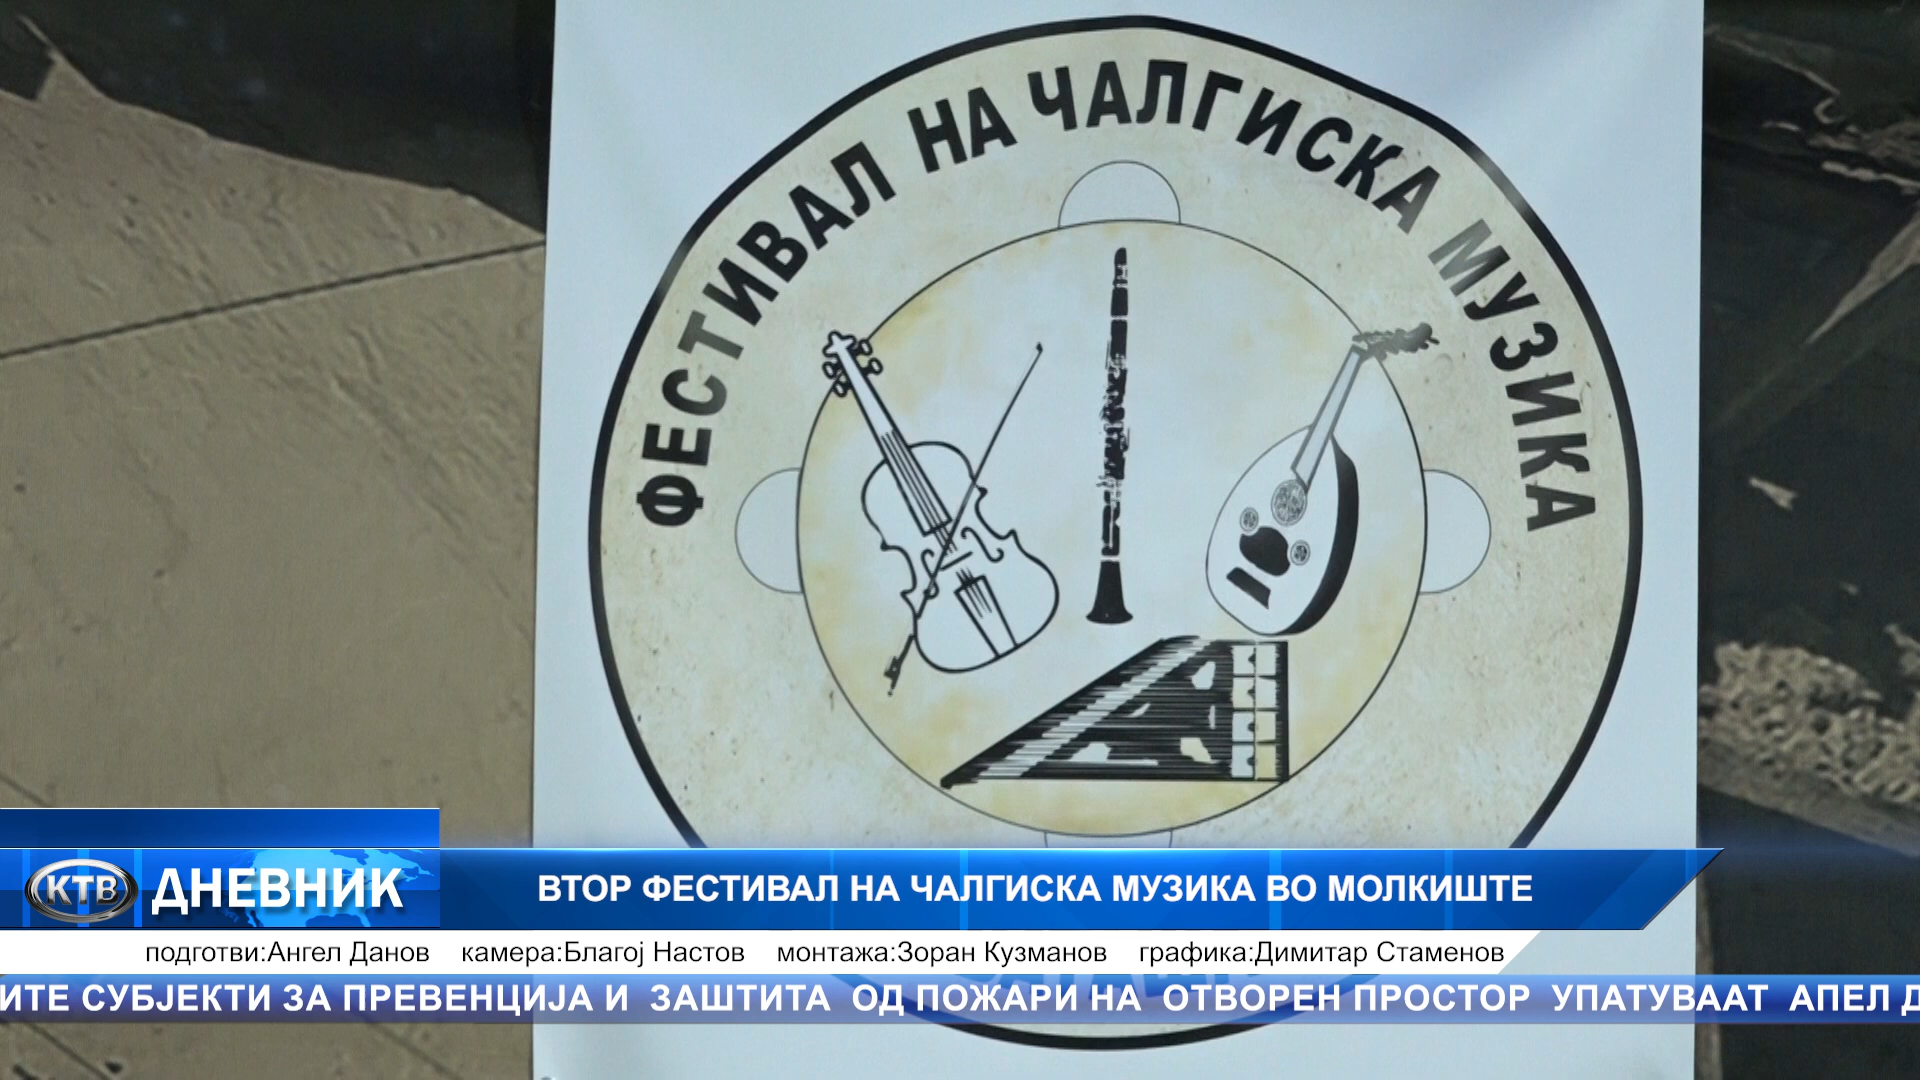 ФЕСТИВАЛ НА ЧАЛГИСКА МУЗИКА
КТВ ДНЕВНИК
ВТОР ФЕСТИВАЛ НА ЧАЛГИСКА МУЗИКА ВО МОЛКИШТЕ
подготви:Ангел Данов камера:Благој Настов монтажа:Зоран Кузманов графика:Димитар Стаменов
ИТЕ СУБЈЕКТИ ЗА ПРЕВЕНЦИЈА И ЗАШТИТА ОД ПОЖАРИ НА ОТВОРЕН ПРОСТОР УПАТУВААТ АПЕЛ Д